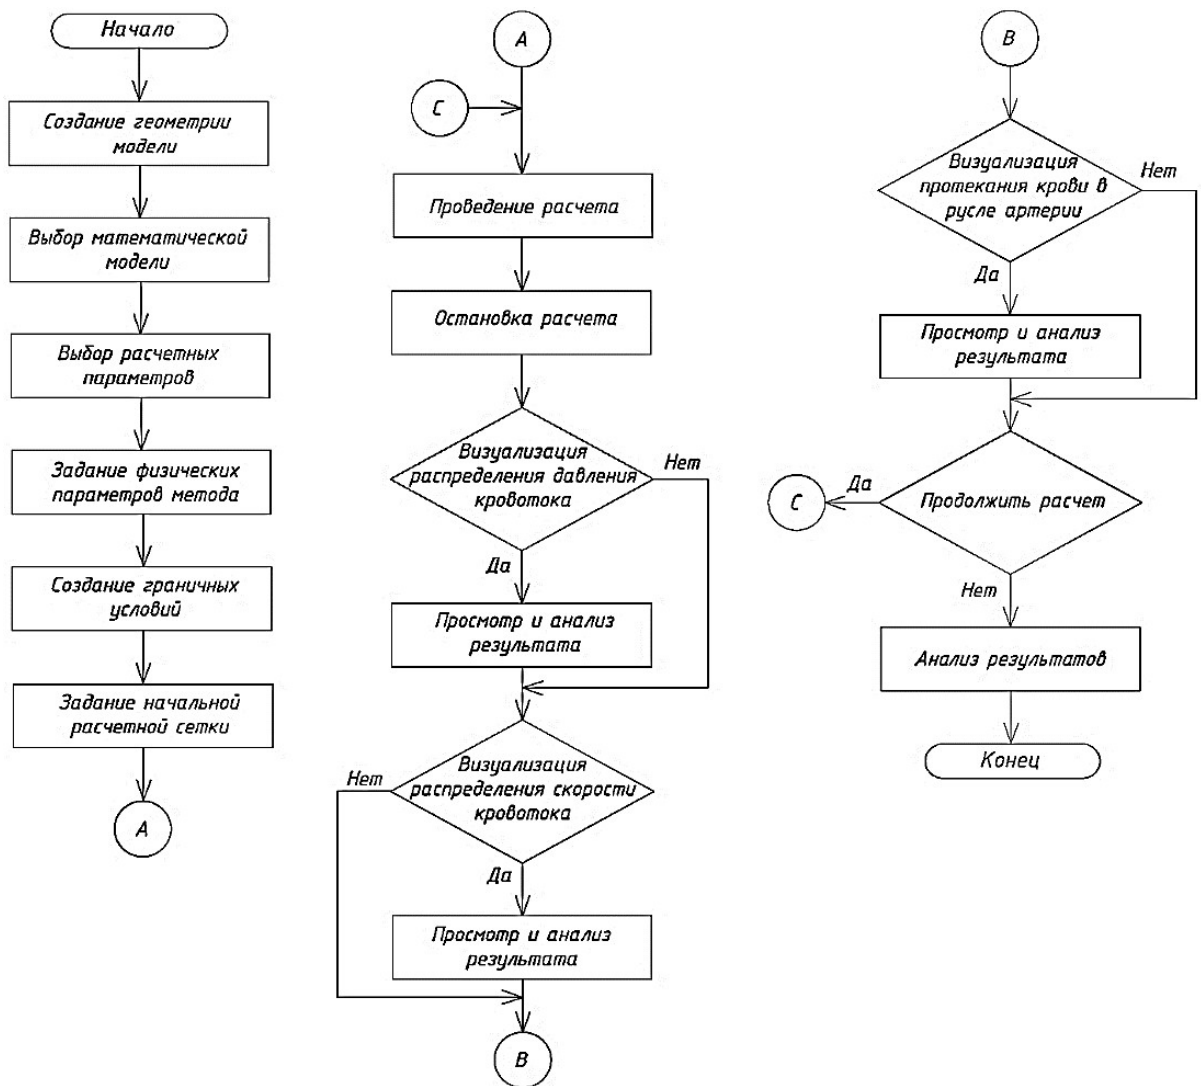 Начало
Создание геометрии
модели
Выбор математической
модели
Выбор расчетных
параметров
Задание физических
параметров метода
Создание граничных
условий
Задание начальной
расчетной сетки
A
A
C
Проведение расчета
Остановка расчета
Визуализация
распределения давления
кровотока
Нет
Да
Просмотр и анализ
результата
Визуализация
распределения скорости
кровотока
Нет
Да
Просмотр и анализ
результата
B
B
Визуализация
протекания крови в
русле артерии
Нет
Да
Просмотр и анализ
результата
Продолжить расчет
Да
C
Нет
Анализ результатов
Конец